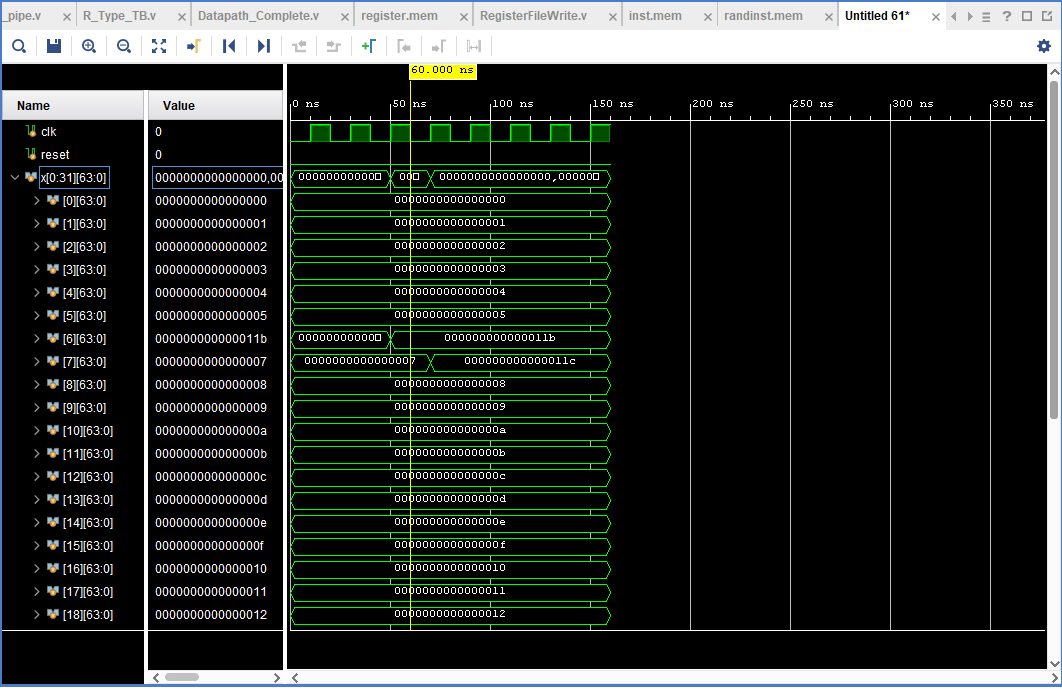 _pipe.v R_Type_TB.v Datapath_Complete.v register.mem RegisterFileWrite.v inst.mem randinst.mem Untitled 61*
60.000 ns
Name Value 0 ns 50 ns 100 ns 150 ns 200 ns 250 ns 300 ns 350 ns
clk 0
reset 0
x[0:31][63:0] 0000000000000000,00 00000000000 00 0000000000000000,00000
[0][63:0] 0000000000000000 0000000000000000
[1][63:0] 0000000000000001 0000000000000001
[2][63:0] 0000000000000002 0000000000000002
[3][63:0] 0000000000000003 0000000000000003
[4][63:0] 0000000000000004 0000000000000004
[5][63:0] 0000000000000005 0000000000000005
[6][63:0] 000000000000011b 00000000000 000000000000011b
[7][63:0] 0000000000000007 0000000000000007 000000000000011c
[8][63:0] 0000000000000008 0000000000000008
[9][63:0] 0000000000000009 0000000000000009
[10][63:0] 000000000000000a 000000000000000a
[11][63:0] 000000000000000b 000000000000000b
[12][63:0] 000000000000000c 000000000000000c
[13][63:0] 000000000000000d 000000000000000d
[14][63:0] 000000000000000e 000000000000000e
[15][63:0] 000000000000000f 000000000000000f
[16][63:0] 0000000000000010 0000000000000010
[17][63:0] 0000000000000011 0000000000000011
[18][63:0] 0000000000000012 0000000000000012